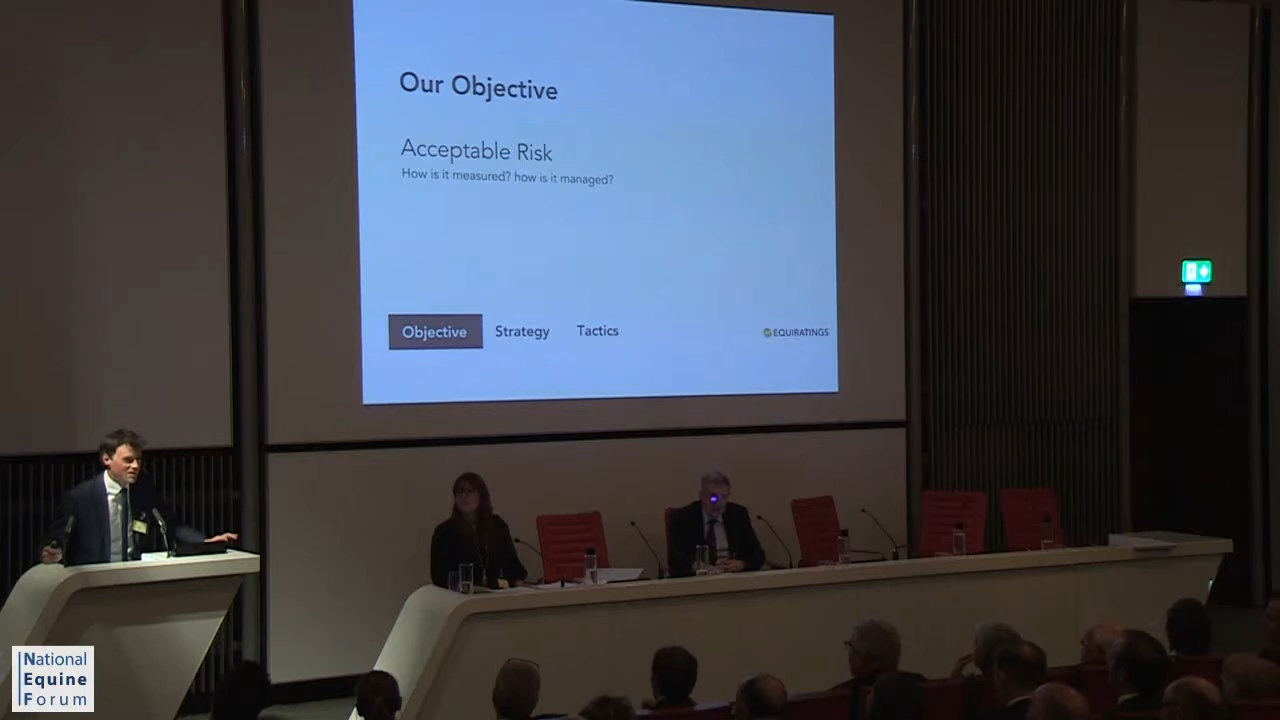 Our Objective
Acceptable Risk
How is it measured? how is it managed?
Objective Strategy Tactics
EQUIRATINGS
National
Equine
Forum